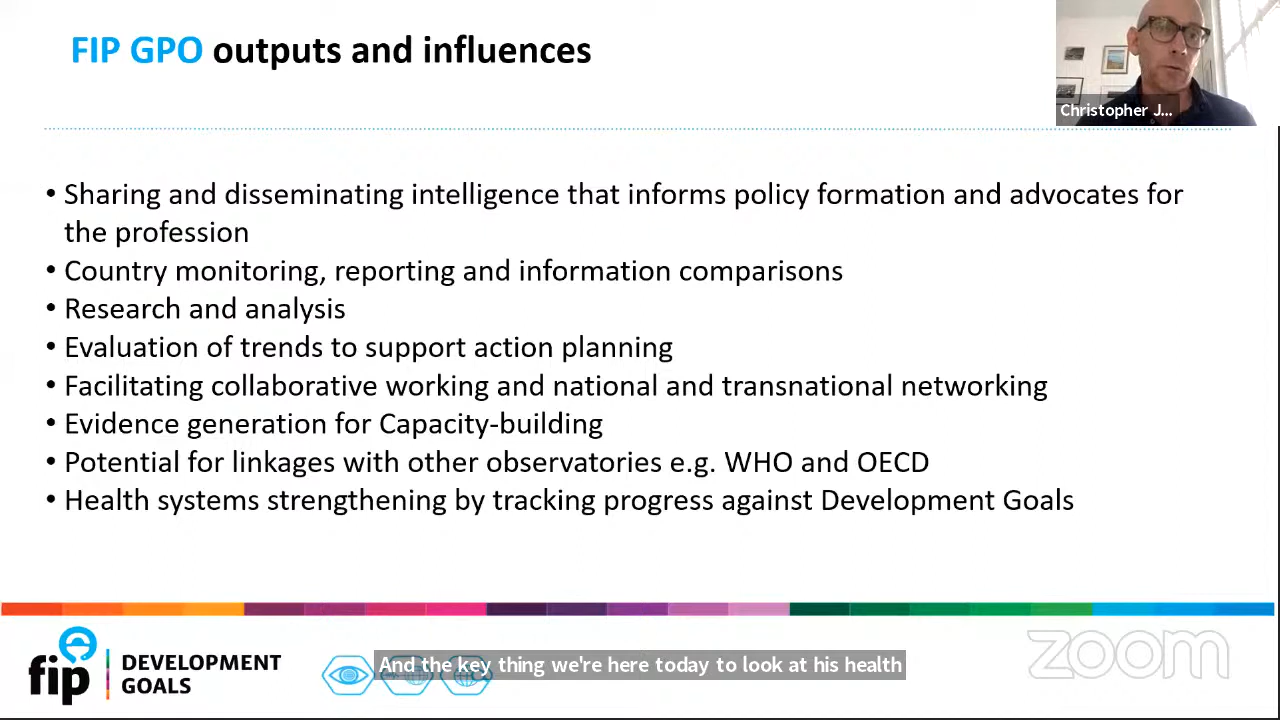 FIP GPO outputs and influences
Christopher J...
• Sharing and disseminating intelligence that informs policy formation and advocates for
the profession
• Country monitoring, reporting and information comparisons
• Research and analysis
• Evaluation of trends to support action planning
• Facilitating collaborative working and national and transnational networking
• Evidence generation for Capacity-building
• Potential for linkages with other observatories e.g. WHO and OECD
• Health systems strengthening by tracking progress against Development Goals
fip
DEVELOPMENT
GOALS
And the key thing we're here today to look at his health
zoom